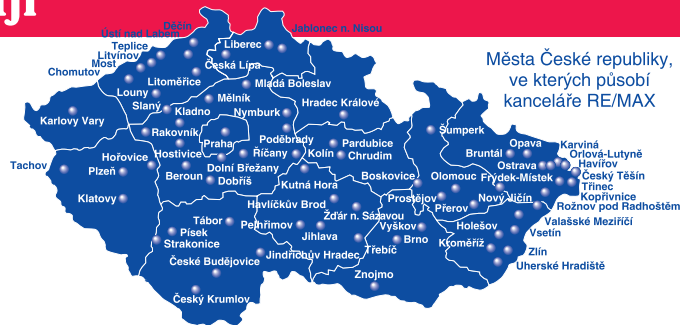 Děčín
Ústí nad Labem
Jablonec n. Nisou
Teplice
Liberec
Litvínov
Most
Česká Lípa
Chomutov
Města České republiky,
ve kterých působí
kanceláře RE/MAX
Litoměřice
Mladá Boleslav
Louny
Mělník
Slaný
Kladno
Nymburk
Hradec Králové
Karlovy Vary
Rakovník
Praha
Poděbrady
Šumperk
Pardubice
Opava
Karviná
Hořovice
Hostivice
Říčany
Kolín
Chrudim
Bruntál
Orlová-Lutyně
Tachov
Plzeň
Dolní Břežany
Ostrava
Havířov
Beroun
Boskovice
Olomouc
Frýdek-Místek
Český Těšín
Dobříš
Kutná Hora
Třinec
Klatovy
Havlíčkův Brod
Prostějov
Nový Jičín
Kopřivnice
Přerov
Rožnov pod Radhoštěm
Tábor
Pelhřimov
Žďár n. Sázavou
Vyškov
Holešov
Valašské Meziříčí
Písek
Jihlava
Vsetín
Strakonice
Třebíč
Brno
Kroměříž
Jindřichův Hradec
Zlín
České Budějovice
Uherské Hradiště
Znojmo
Český Krumlov